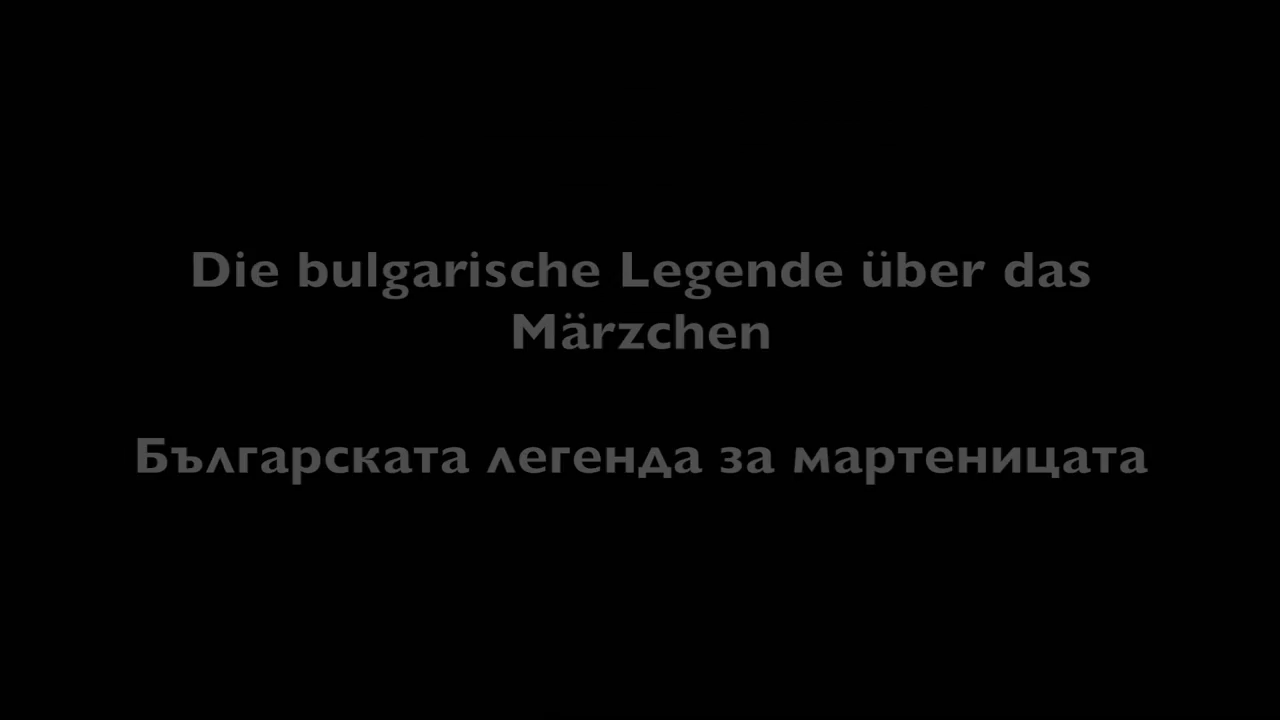 Die bulgarische Legende über das
Märzchen
Българската легенда за мартеницата